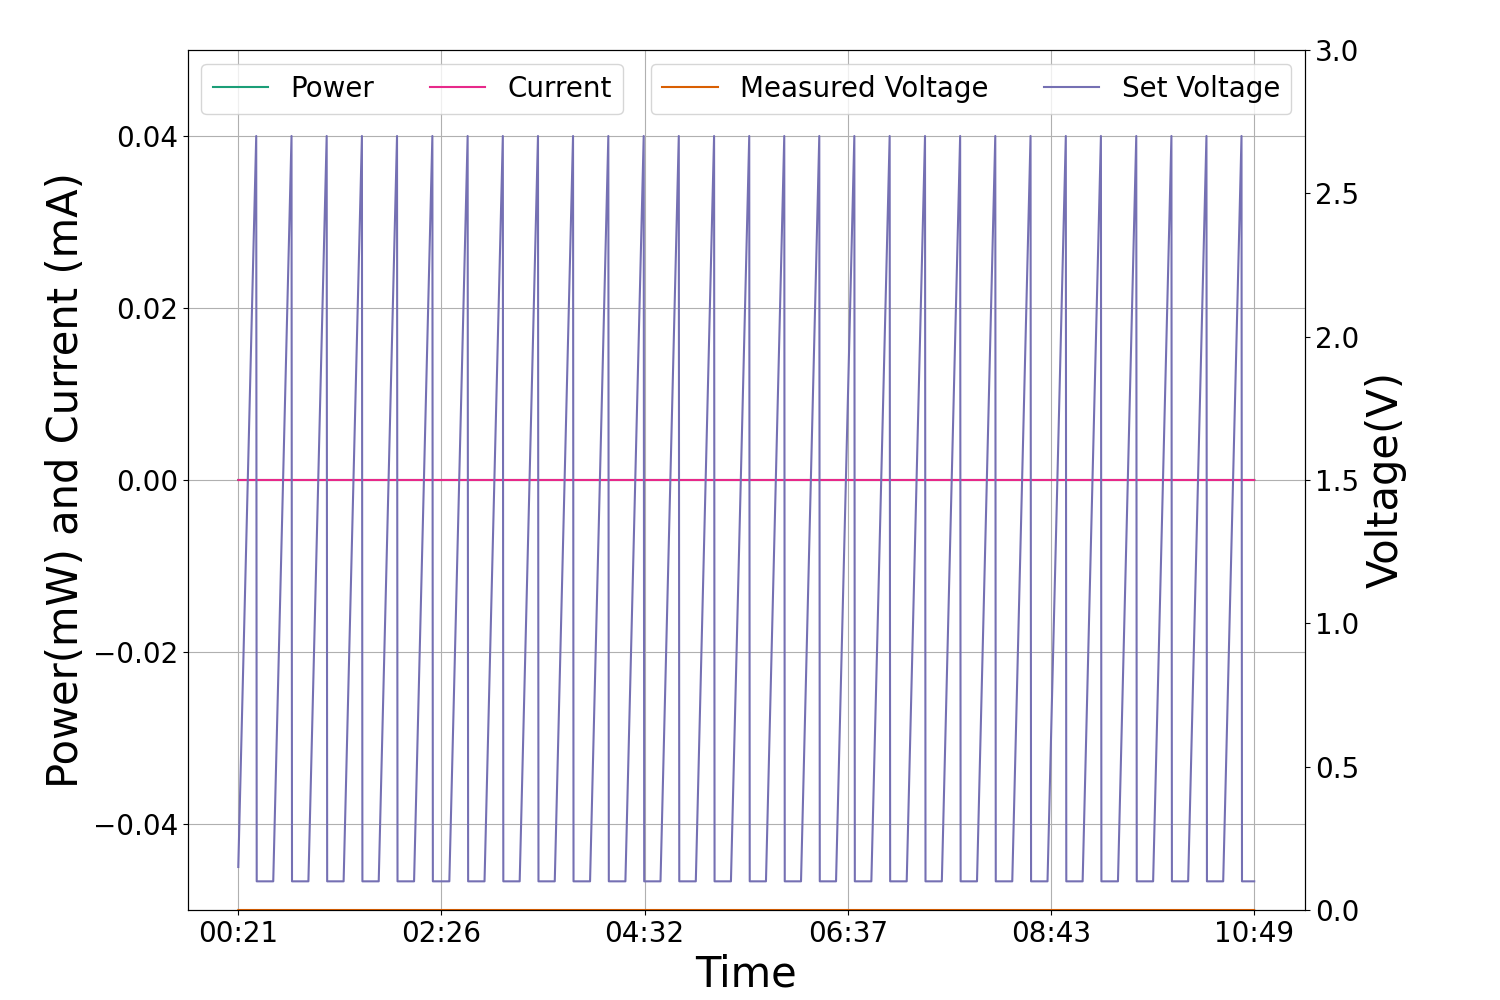 Power Current Measured Voltage Set Voltage
3.0
0.04
2.5
0.02
2.0
0.00
1.5
−0.02
1.0
−0.04
0.5
0.0
Power(mW) and Current (mA)
Voltage(V)
00:21 02:26 04:32 06:37 08:43 10:49
Time